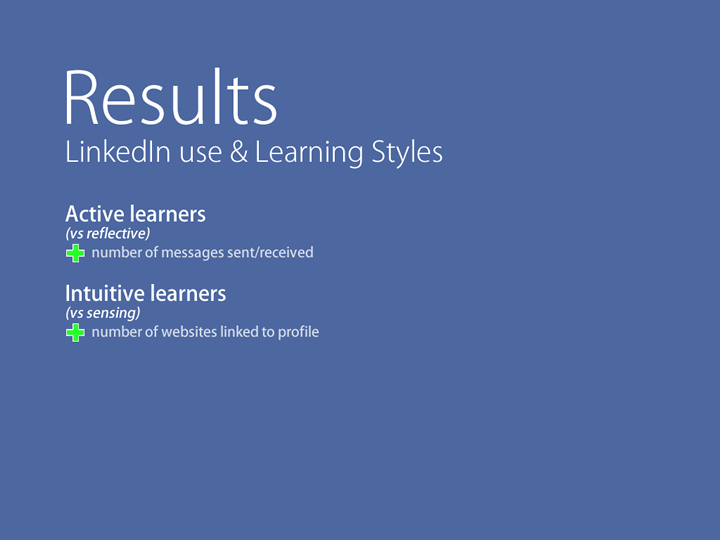 Results
LinkedIn use & Learning Styles
Active learners
(vs reflective)
number of messages sent/received
Intuitive learners
(vs sensing)
number of websites linked to profile